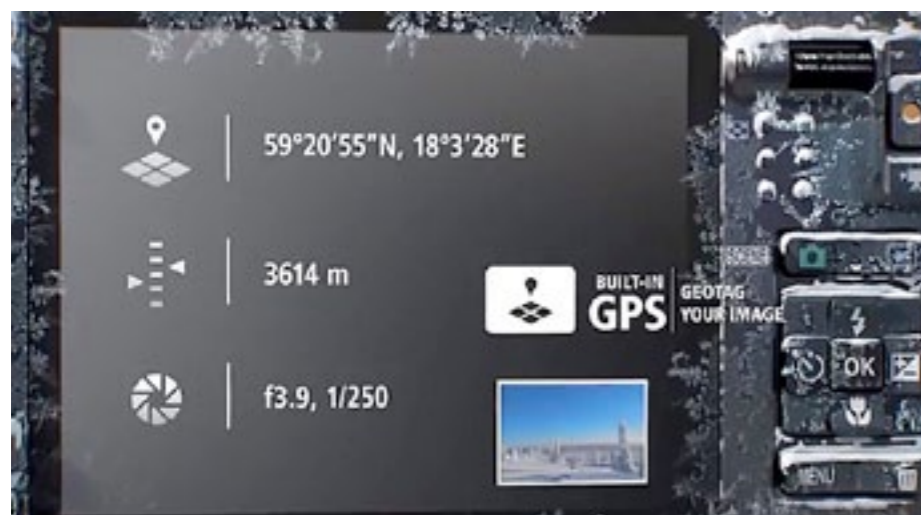 59°20'55"N, 18°3'28"E
3614 m
BUILT-IN
GPS
GEOTAG
YOUR IMAGE
f3.9, 1/250
SCENE
OK
MENU